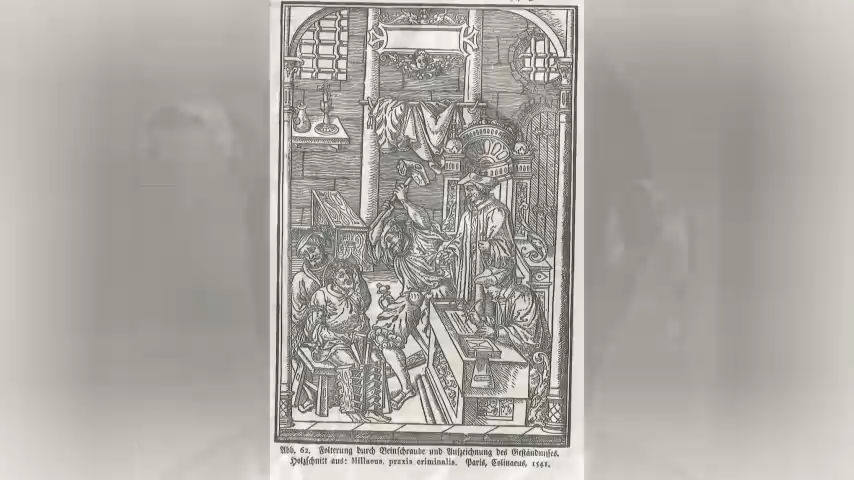 Abb. 62. Folterung durch Beinschraube und Aufzeichnung des Geständnisses.
Holzschnitt aus: Millaeus, praxis criminalis. Paris, Colinaeus, 1541.